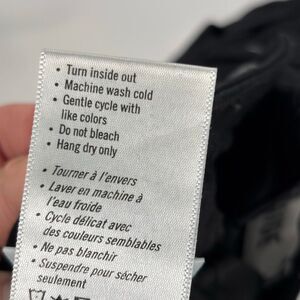 • Turn inside out
• Machine wash cold
• Gentle cycle with
like colors
• Do not bleach
• Hang dry only
• Tourner à l'envers
• Laver en machine à
l'eau froide
• Cycle délicat avec
des couleurs semblables
• Ne pas blanchir
• Suspendre pour sécher
seulement